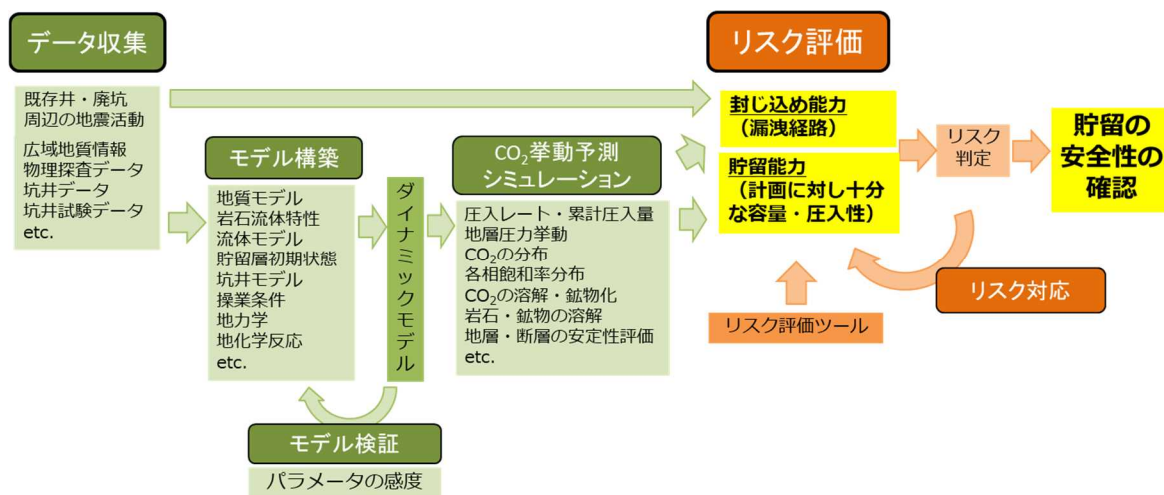 データ収集
既存井・廃坑
周辺の地震活動
広域地質情報
物理探査データ
坑井データ
坑井試験データ
etc.
モデル構築
地質モデル
岩石流体特性
流体モデル
貯留層初期状態
坑井モデル
操業条件
地力学
地化学反応
etc.
ダイナミックモデル
モデル検証
パラメータの感度
CO₂挙動予測
シミュレーション
圧入レート・累計圧入量
地層圧力挙動
CO₂の分布
各相飽和率分布
CO₂の溶解・鉱物化
岩石・鉱物の溶解
地層・断層の安定性評価
etc.
リスク評価
封じ込め能力
（漏洩経路）
貯留能力
（計画に対し十分
な容量・圧入性）
リスク評価ツール
リスク
判定
リスク対応
貯留の
安全性の
確認